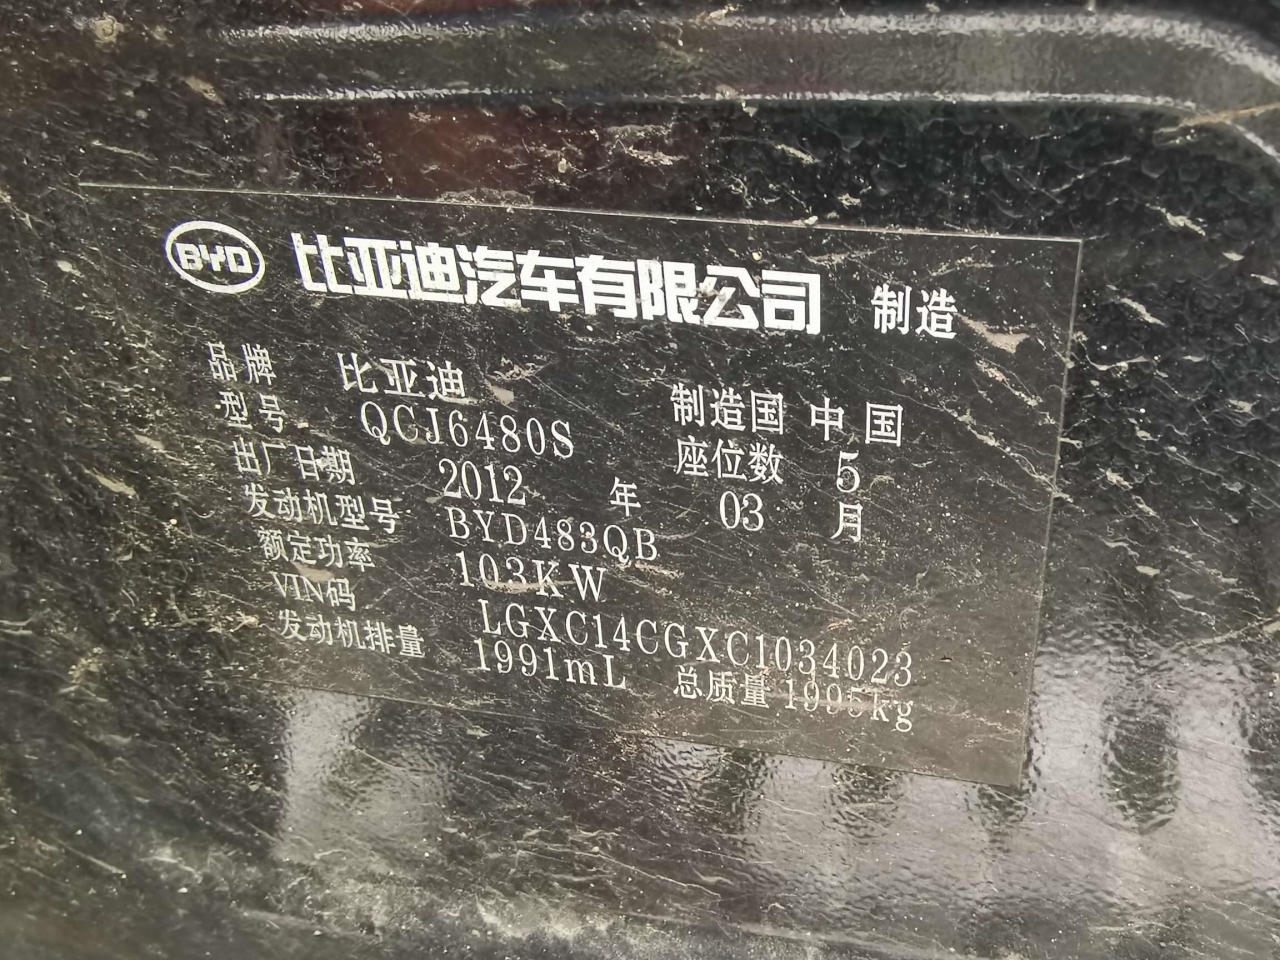 BYD 比亚迪汽车有限公司 制造
品牌 比亚迪 制造国 中国
型号 QCJ6480S 座位数 5
出厂日期 2012 年 03 月
发动机型号 BYD483QB
额定功率 103KW
VIN码 LGXC14CGXC1034023
发动机排量 1991mL 总质量 1995kg